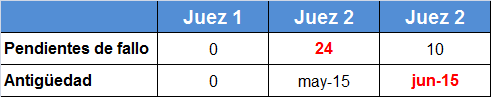 Juez 1 Juez 2 Juez 2
Pendientes de fallo 0 24 10
Antigüedad 0 may-15 jun-15